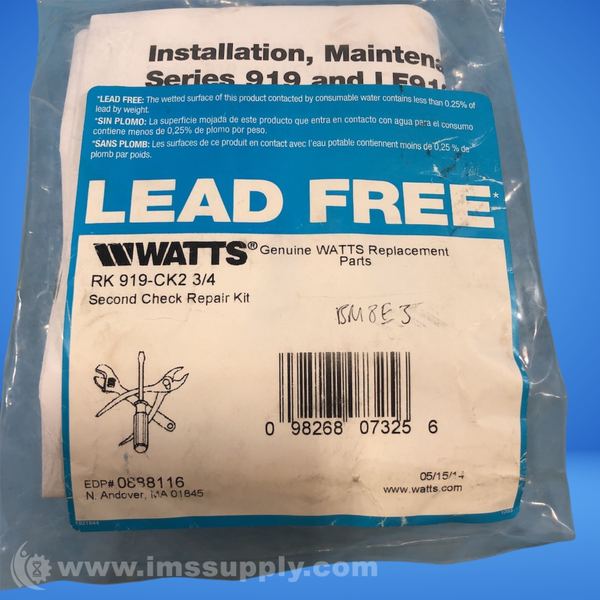 Installation, Maintena
Series 919 and LF91
*LEAD FREE: The wetted surface of this product contacted by consumable water contains less than 0.25% of
lead by weight.
*SIN PLOMO: La superficie mojada de este producto que entra en contacto con agua para el consumo
contiene menos de 0,25% de plomo por peso.
*SANS PLOMB: Les surfaces de ce produit en contact avec l'eau potable contiennent moins de 0,25 % de
plomb par poids.
LEAD FREE*
WATTS® Genuine WATTS Replacement
Parts
RK 919-CK2 3/4
Second Check Repair Kit
BM8E3
0 98268 07325 6
EDP# 0888116
N. Andover, MA 01845
05/15/14
www.watts.com
www.imssupply.com